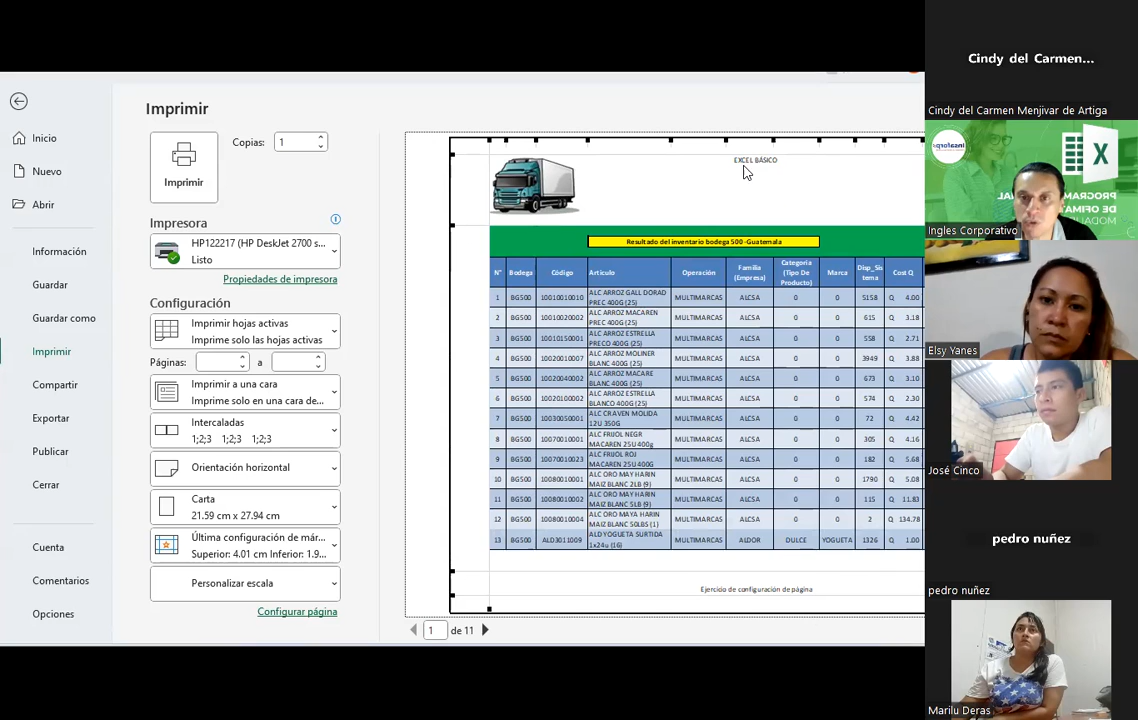 Imprimir
Inicio
Nuevo
Abrir
Información
Guardar
Guardar como
Imprimir
Compartir
Exportar
Publicar
Cerrar
Cuenta
Comentarios
Opciones
Imprimir
Copias: 1
Impresora
HP122217 (HP DeskJet 2700 s...
Listo
Propiedades de impresora
Configuración
Imprimir hojas activas
Imprime solo las hojas activas
Páginas: a
Imprimir a una cara
Imprime solo en una cara de...
Intercaladas
1;2;3 1;2;3 1;2;3
Orientación horizontal
Carta
21.59 cm x 27.94 cm
Última configuración de már...
Superior: 4.01 cm Inferior: 1.9...
Personalizar escala
Configurar página
EXCEL BÁSICO
Resultado del inventario bodega 500 -Guatemala
N° Bodega Código Artículo Operación Familia (Empresa) Categoria (Tipo De Producto) Marca Disp_Sistema Cost Q
1 BG500 10010010010 ALC ARROZ GALL DORAD PREC 400G (25) MULTIMARCAS ALCSA 0 0 5158 Q 4.00
2 BG500 10010020002 ALC ARROZ MACAREN PREC 400G (25) MULTIMARCAS ALCSA 0 0 615 Q 3.18
3 BG500 10010150001 ALC ARROZ ESTRELLA PRECO 400G (25) MULTIMARCAS ALCSA 0 0 558 Q 2.71
4 BG500 10020010007 ALC ARROZ MOLINER BLANC 400G (25) MULTIMARCAS ALCSA 0 0 3949 Q 3.88
5 BG500 10020040002 ALC ARROZ MACARE BLANC 400G (25) MULTIMARCAS ALCSA 0 0 673 Q 3.10
6 BG500 10020100002 ALC ARROZ ESTRELLA BLANCO 400G (25) MULTIMARCAS ALCSA 0 0 574 Q 2.30
7 BG500 10030050001 ALC CRAVEN MOLIDA 12U 350G MULTIMARCAS ALCSA 0 0 72 Q 4.42
8 BG500 10070010001 ALC FRIJOL NEGR MACAREN 25U 400g MULTIMARCAS ALCSA 0 0 305 Q 4.16
9 BG500 10070010023 ALC FRIJOL ROJ MACAREN 25U 400G MULTIMARCAS ALCSA 0 0 182 Q 5.68
10 BG500 10080010001 ALC ORO MAY HARIN MAIZ BLANC 2LB (9) MULTIMARCAS ALCSA 0 0 1790 Q 5.08
11 BG500 10080010002 ALC ORO MAY HARIN MAIZ BLANC 5LB (9) MULTIMARCAS ALCSA 0 0 115 Q 11.83
12 BG500 10080010004 ALC ORO MAYA HARIN MAIZ BLANC 50LBS (1) MULTIMARCAS ALCSA 0 0 2 Q 134.78
13 BG500 ALD3011009 ALD YOGUETA SURTIDA 1x24u (16) MULTIMARCAS ALDOR DULCE YOGUETA 1326 Q 1.00
Ejercicio de configuración de página
1 de 11
Cindy del Carmen...
Cindy del Carmen Menjivar de Artiga
Ingles Corporativo
Elsy Yanes
José Cinco
pedro nuñez
pedro nuñez
Marilu Deras